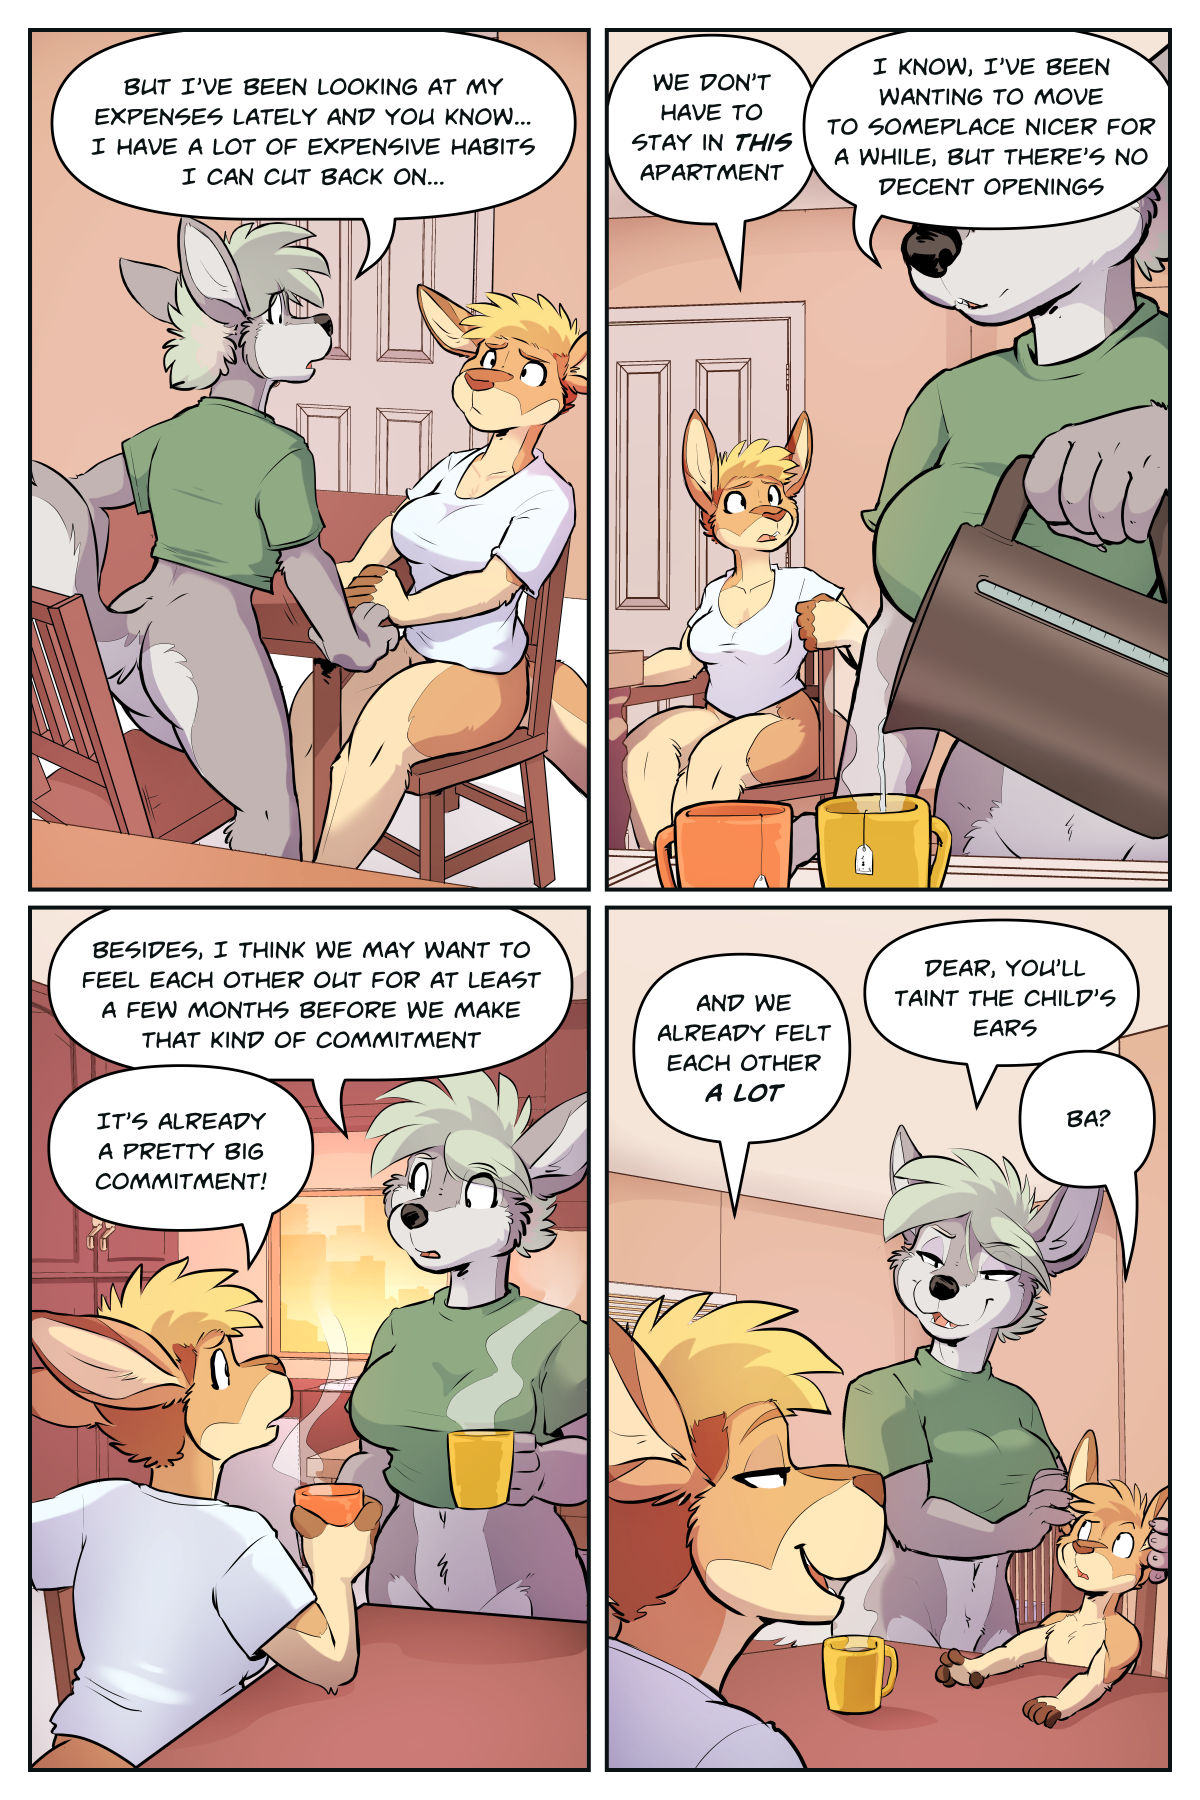 BUT I'VE BEEN LOOKING AT MY
EXPENSES LATELY AND YOU KNOW...
I HAVE A LOT OF EXPENSIVE HABITS
I CAN CUT BACK ON...
WE DON'T
HAVE TO
STAY IN THIS
APARTMENT
I KNOW, I'VE BEEN
WANTING TO MOVE
TO SOMEPLACE NICER FOR
A WHILE, BUT THERE'S NO
DECENT OPENINGS
BESIDES, I THINK WE MAY WANT TO
FEEL EACH OTHER OUT FOR AT LEAST
A FEW MONTHS BEFORE WE MAKE
THAT KIND OF COMMITMENT
IT'S ALREADY
A PRETTY BIG
COMMITMENT!
AND WE
ALREADY FELT
EACH OTHER
A LOT
DEAR, YOU'LL
TAINT THE CHILD'S
EARS
BA?